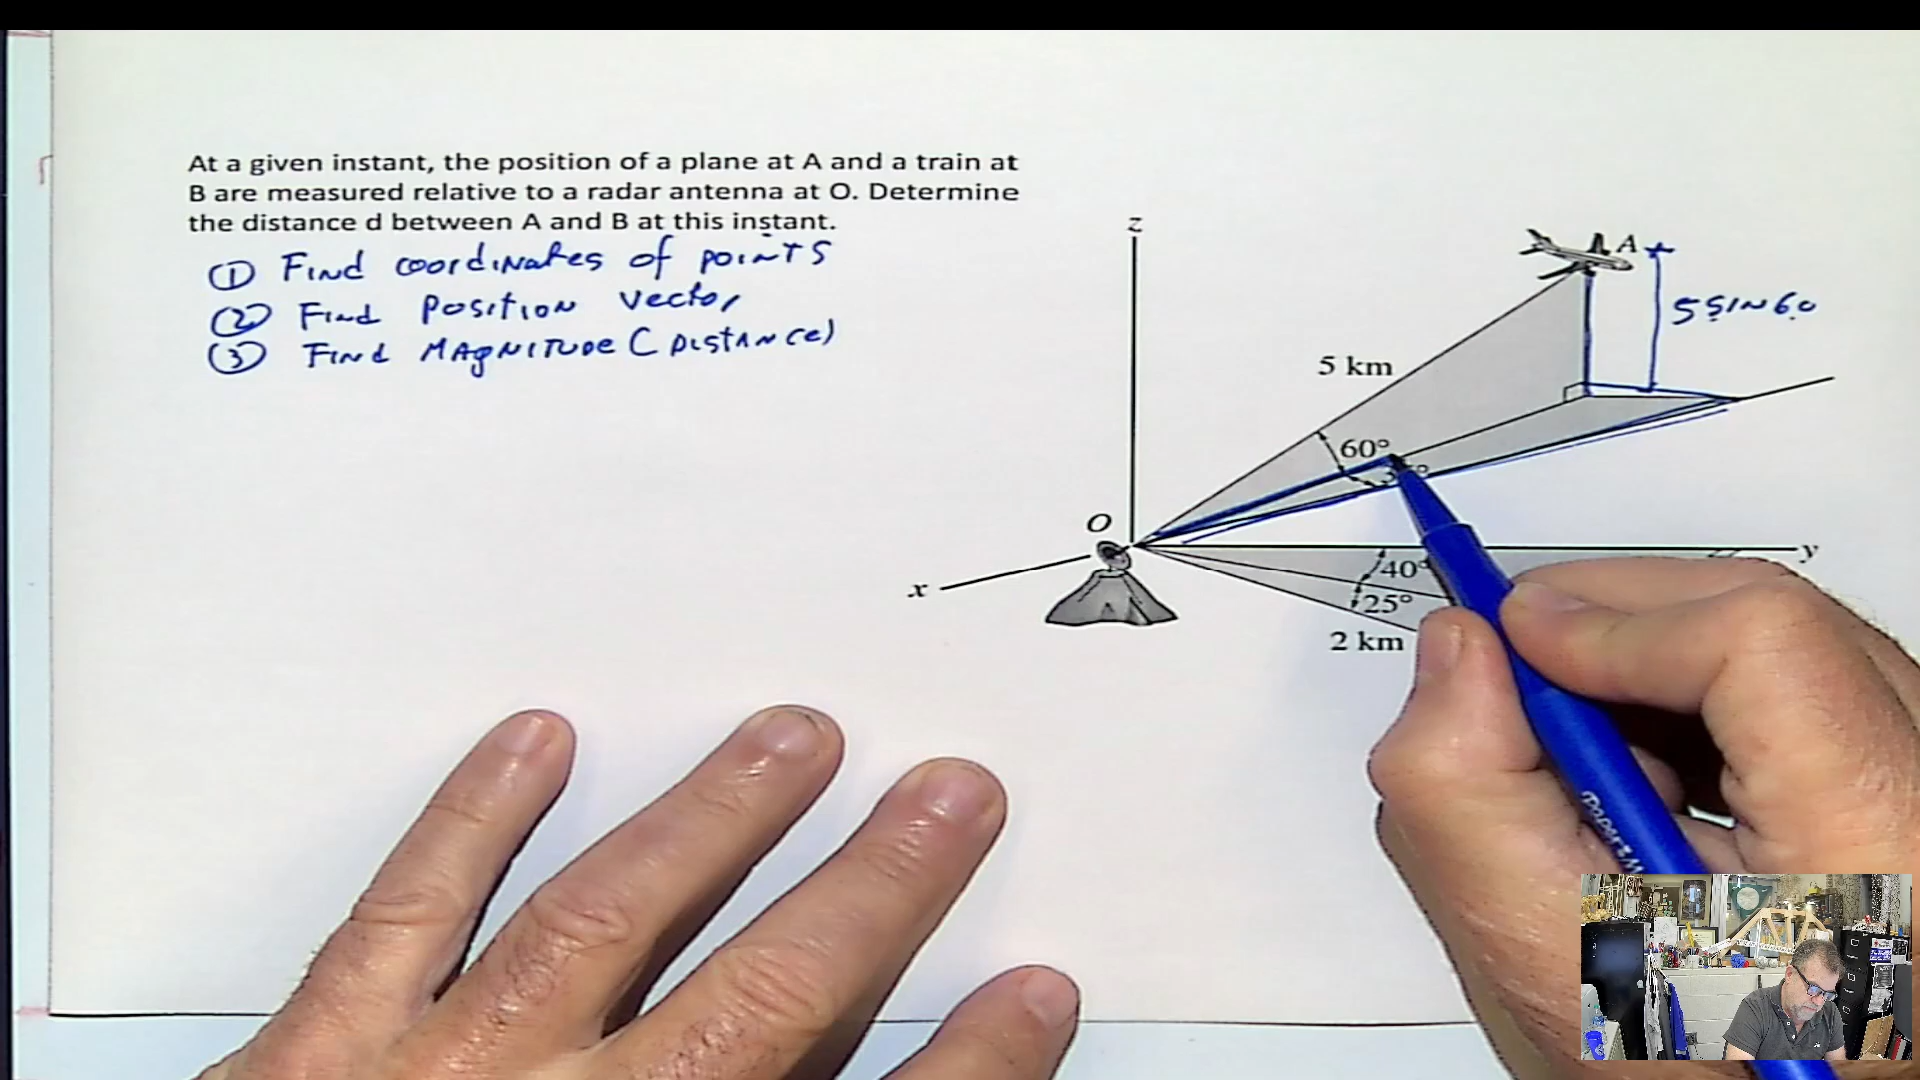 At a given instant, the position of a plane at A and a train at
B are measured relative to a radar antenna at O. Determine
the distance d between A and B at this instant.
① Find coordinates of points
② Find Position vector
③ Find MAGNITUDE (Distance)
z
A
5 SIN 60
5 km
60°
O
x
y
40°
25°
2 km